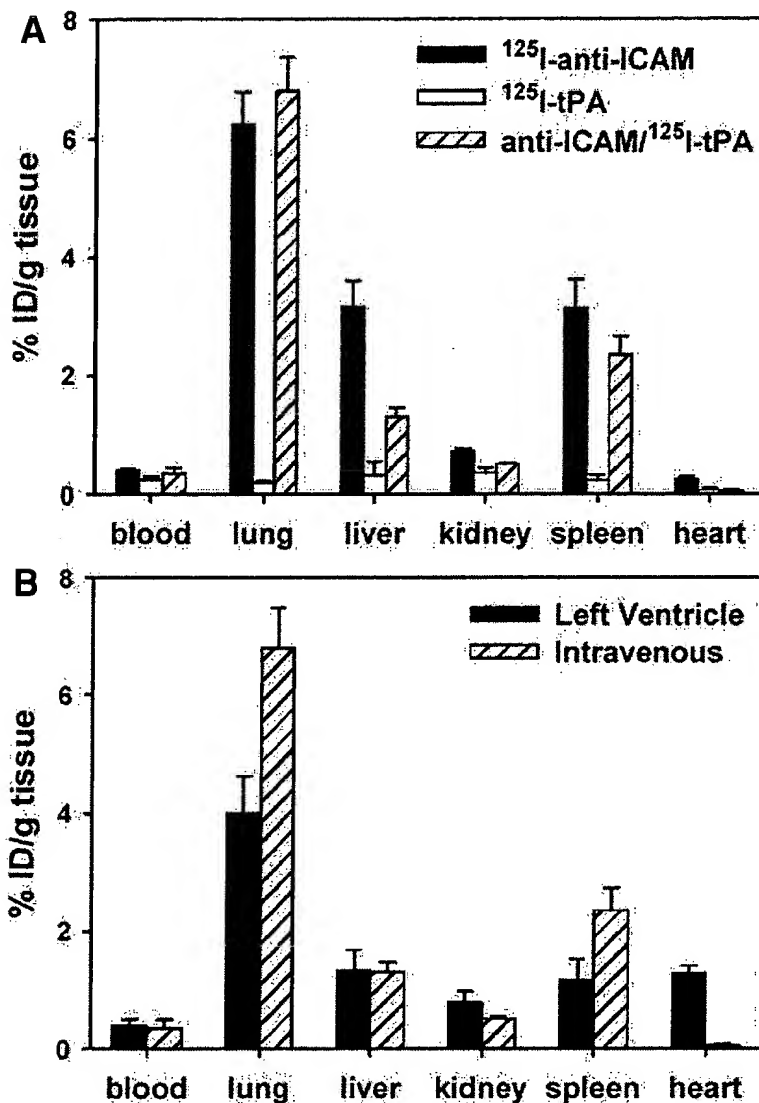 A
8
6
4
2
0
% ID/g tissue
¹²⁵I-anti-ICAM
¹²⁵I-tPA
anti-ICAM/¹²⁵I-tPA
blood lung liver kidney spleen heart
B
8
6
4
2
0
% ID/g tissue
Left Ventricle
Intravenous
blood lung liver kidney spleen heart